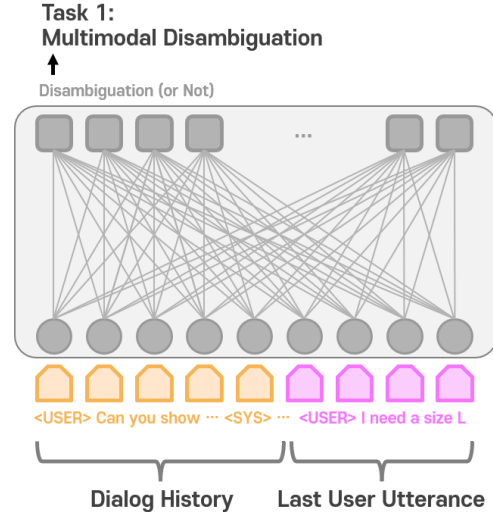 Task 1:
Multimodal Disambiguation
Disambiguation (or Not)
...
<USER> Can you show ··· <SYS> ··· <USER> I need a size L
Dialog History Last User Utterance